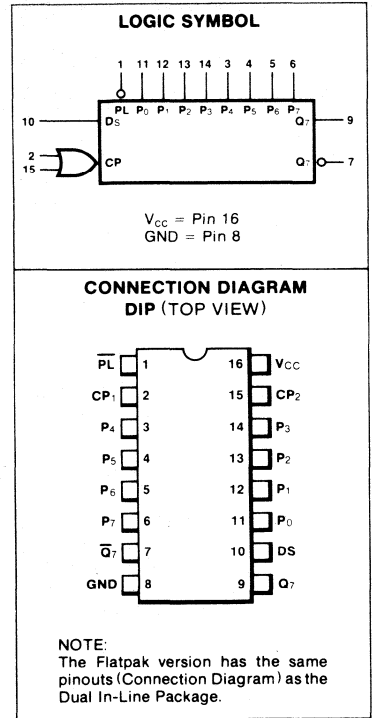 LOGIC SYMBOL
1 11 12 13 14 3 4 5 6
PL P0 P1 P2 P3 P4 P5 P6 P7
10 DS Q7 9
2
15 CP Q7 7
VCC = Pin 16
GND = Pin 8
CONNECTION DIAGRAM
DIP (TOP VIEW)
P̅L̅ 1 16 VCC
CP1 2 15 CP2
P4 3 14 P3
P5 4 13 P2
P6 5 12 P1
P7 6 11 P0
Q̅7 7 10 DS
GND 8 9 Q7
NOTE:
The Flatpak version has the same
pinouts (Connection Diagram) as the
Dual In-Line Package.